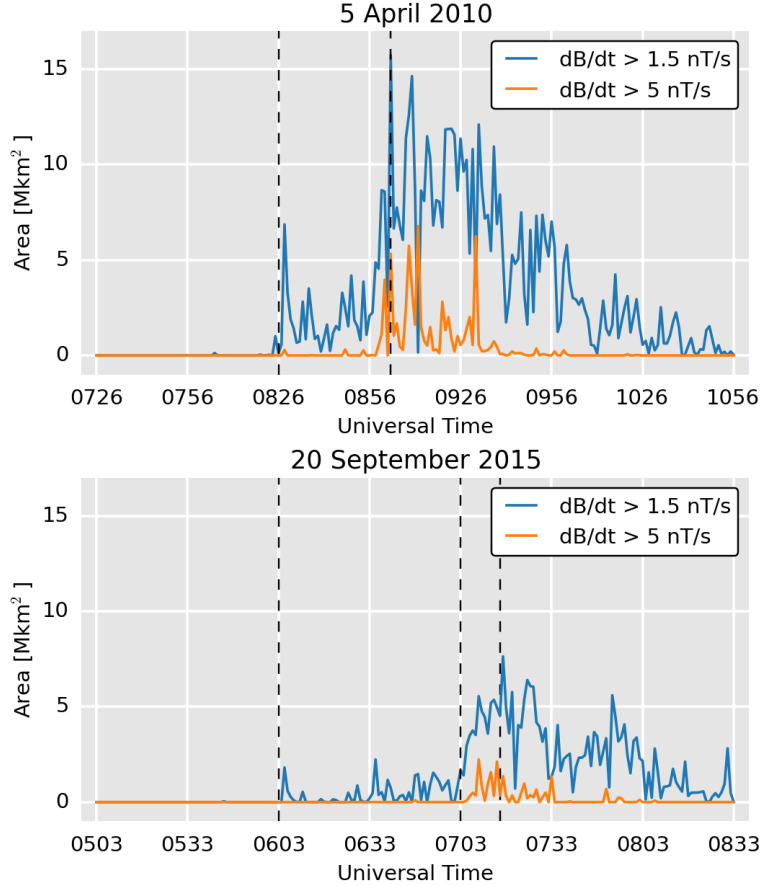 5 April 2010
dB/dt > 1.5 nT/s
dB/dt > 5 nT/s
15
10
5
0
Area [Mkm² ]
0726 0756 0826 0856 0926 0956 1026 1056
Universal Time
20 September 2015
dB/dt > 1.5 nT/s
dB/dt > 5 nT/s
15
10
5
0
Area [Mkm² ]
0503 0533 0603 0633 0703 0733 0803 0833
Universal Time